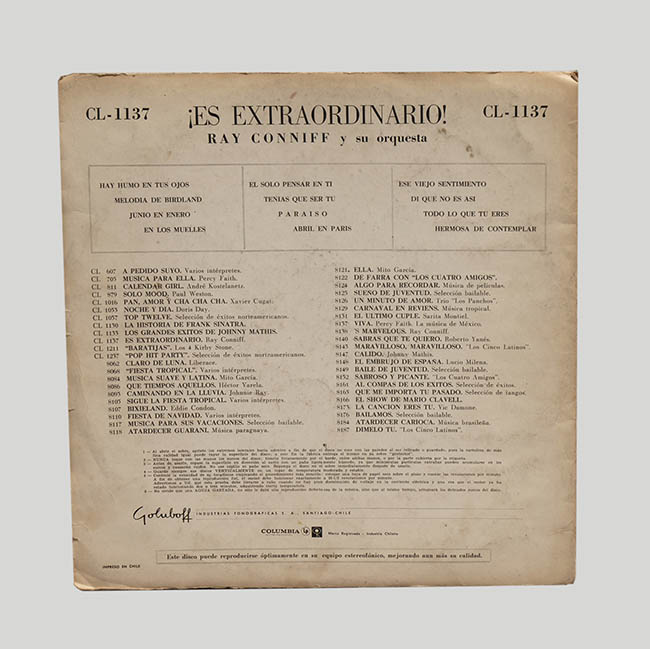 CL-1137 ¡ES EXTRAORDINARIO! CL-1137
RAY CONNIFF y su orquesta
HAY HUMO EN TUS OJOS
MELODIA DE BIRDLAND
JUNIO EN ENERO
EN LOS MUELLES
EL SOLO PENSAR EN TI
TENIAS QUE SER TU
PARAISO
ABRIL EN PARIS
ESE VIEJO SENTIMIENTO
DI QUE NO ES ASI
TODO LO QUE TU ERES
HERMOSA DE CONTEMPLAR
CL 607 A PEDIDO SUYO. Varios intérpretes.
CL 705 MUSICA PARA ELLA. Percy Faith.
CL 811 CALENDAR GIRL. André Kostelanetz.
CL 879 SOLO MOOD. Paul Weston.
CL 1016 PAN, AMOR Y CHA CHA CHA. Xavier Cugat.
CL 1053 NOCHE Y DIA. Doris Day.
CL 1057 TOP TWELVE. Selección de éxitos norteamericanos.
CL 1130 LA HISTORIA DE FRANK SINATRA.
CL 1133 LOS GRANDES EXITOS DE JOHNNY MATHIS.
CL 1137 ES EXTRAORDINARIO. Ray Conniff.
CL 1211 "BARATIJAS". Los 4 Kirby Stone.
CL 1237 "POP HIT PARTY". Selección de éxitos norteamericanos.
8062 CLARO DE LUNA. Liberace.
8068 "FIESTA TROPICAL". Varios intérpretes.
8084 MUSICA SUAVE Y LATINA. Mito García.
8086 QUE TIEMPOS AQUELLOS. Héctor Varela.
8093 CAMINANDO EN LA LLUVIA. Johnnie Ray.
8105 SIGUE LA FIESTA TROPICAL. Varios intérpretes.
8107 DIXIELAND. Eddie Condon.
8110 FIESTA DE NAVIDAD. Varios intérpretes.
8117 MUSICA PARA SUS VACACIONES. Selección bailable.
8118 ATARDECER GUARANI. Música paraguaya.
8121. ELLA. Mito García.
8122 DE FARRA CON "LOS CUATRO AMIGOS".
8124 ALGO PARA RECORDAR. Música de películas.
8125 SUEÑO DE JUVENTUD. Selección bailable.
8126 UN MINUTO DE AMOR. Trío "Los Panchos".
8129 CARNAVAL EN REVIENS. Música tropical.
8131 EL ULTIMO CUPLE. Sarita Montiel.
8137 VIVA. Percy Faith. La música de México.
8138 'S MARVELOUS. Ray Conniff.
8140 SABRAS QUE TE QUIERO. Roberto Yanés.
8143 MARAVILLOSO, MARAVILLOSO. "Los Cinco Latinos".
8147 CALIDO. Johnny Mathis.
8148 EL EMBRUJO DE ESPAÑA. Lucio Milena.
8149 BAILE DE JUVENTUD. Selección bailable.
8152 SABROSO Y PICANTE. "Los Cuatro Amigos".
8161 AL COMPAS DE LOS EXITOS. Selección de éxitos.
8165 QUE ME IMPORTA TU PASADO. Selección de tangos.
8166 EL SHOW DE MARIO CLAVELL.
8173 LA CANCION ERES TU. Vic Damone.
8176 BAILAMOS. Selección bailable.
8184 ATARDECER CARIOCA. Música brasileña.
8187 DIMELO TU. "Los Cinco Latinos".
Goluboff INDUSTRIAS FONOGRAFICAS S. A., SANTIAGO-CHILE
COLUMBIA Marca Registrada - Industria Chilena
Este disco puede reproducirse óptimamente en su equipo estereofónico, mejorando aun más su calidad.
IMPRESO EN CHILE